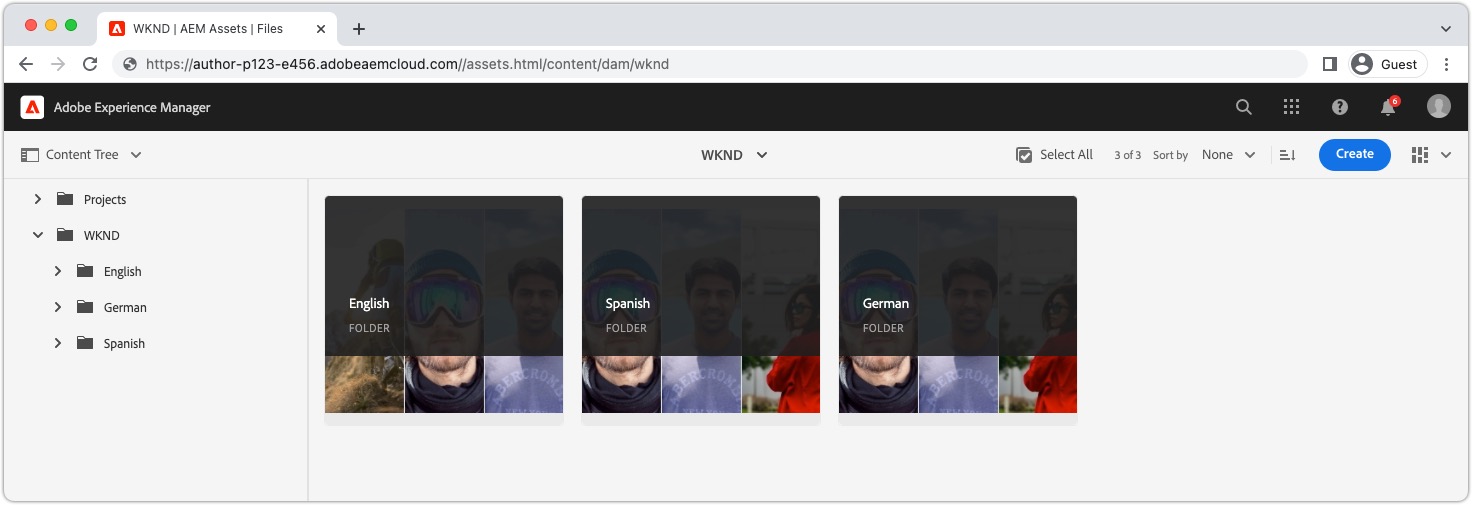 WKND | AEM Assets | Files
https://author-p123-e456.adobeaemcloud.com//assets.html/content/dam/wknd
Guest
Adobe Experience Manager
6
Content Tree
WKND
Select All
3 of 3
Sort by
None
Create
Projects
WKND
English
German
Spanish
English
FOLDER
Spanish
FOLDER
German
FOLDER